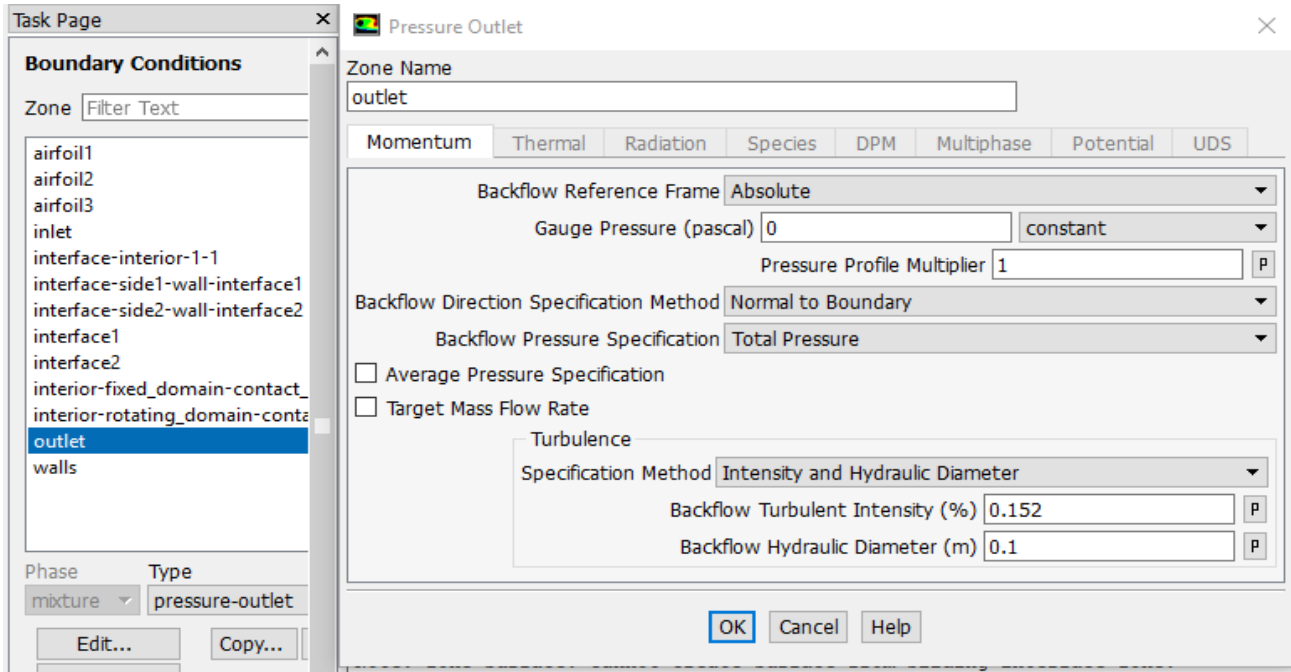 Task Page
Boundary Conditions
Zone Filter Text
airfoil1
airfoil2
airfoil3
inlet
interface-interior-1-1
interface-side1-wall-interface1
interface-side2-wall-interface2
interface1
interface2
interior-fixed_domain-contact_
interior-rotating_domain-conta
outlet
walls
Phase Type
mixture pressure-outlet
Edit... Copy...
Pressure Outlet
Zone Name
outlet
Momentum Thermal Radiation Species DPM Multiphase Potential UDS
Backflow Reference Frame Absolute
Gauge Pressure (pascal) 0 constant
Pressure Profile Multiplier 1 P
Backflow Direction Specification Method Normal to Boundary
Backflow Pressure Specification Total Pressure
Average Pressure Specification
Target Mass Flow Rate
Turbulence
Specification Method Intensity and Hydraulic Diameter
Backflow Turbulent Intensity (%) 0.152 P
Backflow Hydraulic Diameter (m) 0.1 P
OK Cancel Help